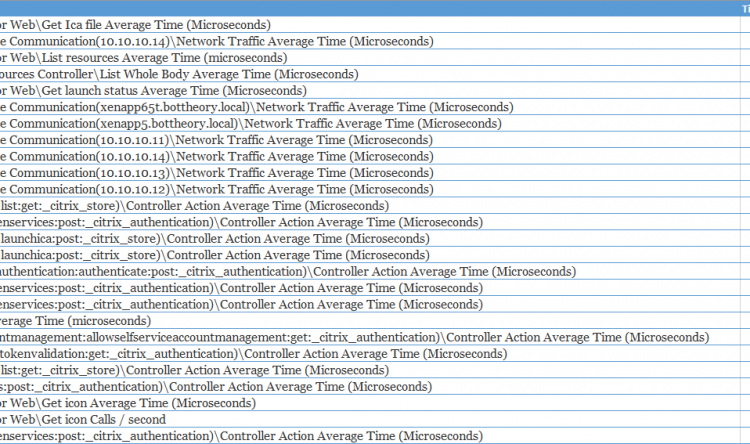 Ti
or Web\Get Ica file Average Time (Microseconds)
e Communication(10.10.10.14)\Network Traffic Average Time (Microseconds)
or Web\List resources Average Time (microseconds)
ources Controller\List Whole Body Average Time (Microseconds)
or Web\Get launch status Average Time (Microseconds)
e Communication(xenapp65t.bottheory.local)\Network Traffic Average Time (Microseconds)
e Communication(xenapp5.bottheory.local)\Network Traffic Average Time (Microseconds)
e Communication(10.10.10.11)\Network Traffic Average Time (Microseconds)
e Communication(10.10.10.14)\Network Traffic Average Time (Microseconds)
e Communication(10.10.10.13)\Network Traffic Average Time (Microseconds)
e Communication(10.10.10.12)\Network Traffic Average Time (Microseconds)
list:get:_citrix_store)\Controller Action Average Time (Microseconds)
enservices:post:_citrix_authentication)\Controller Action Average Time (Microseconds)
launchica:post:_citrix_store)\Controller Action Average Time (Microseconds)
launchica:post:_citrix_store)\Controller Action Average Time (Microseconds)
authentication:authenticate:post:_citrix_authentication)\Controller Action Average Time (Microseconds)
enservices:post:_citrix_authentication)\Controller Action Average Time (Microseconds)
enservices:post:_citrix_authentication)\Controller Action Average Time (Microseconds)
verage Time (microseconds)
ntmanagement:allowselfserviceaccountmanagement:get:_citrix_authentication)\Controller Action Average Time (Microseconds)
tokenvalidation:get:_citrix_authentication)\Controller Action Average Time (Microseconds)
list:get:_citrix_store)\Controller Action Average Time (Microseconds)
s:post:_citrix_authentication)\Controller Action Average Time (Microseconds)
or Web\Get icon Average Time (Microseconds)
or Web\Get icon Calls / second
enservices:post:_citrix_authentication)\Controller Action Average Time (Microseconds)